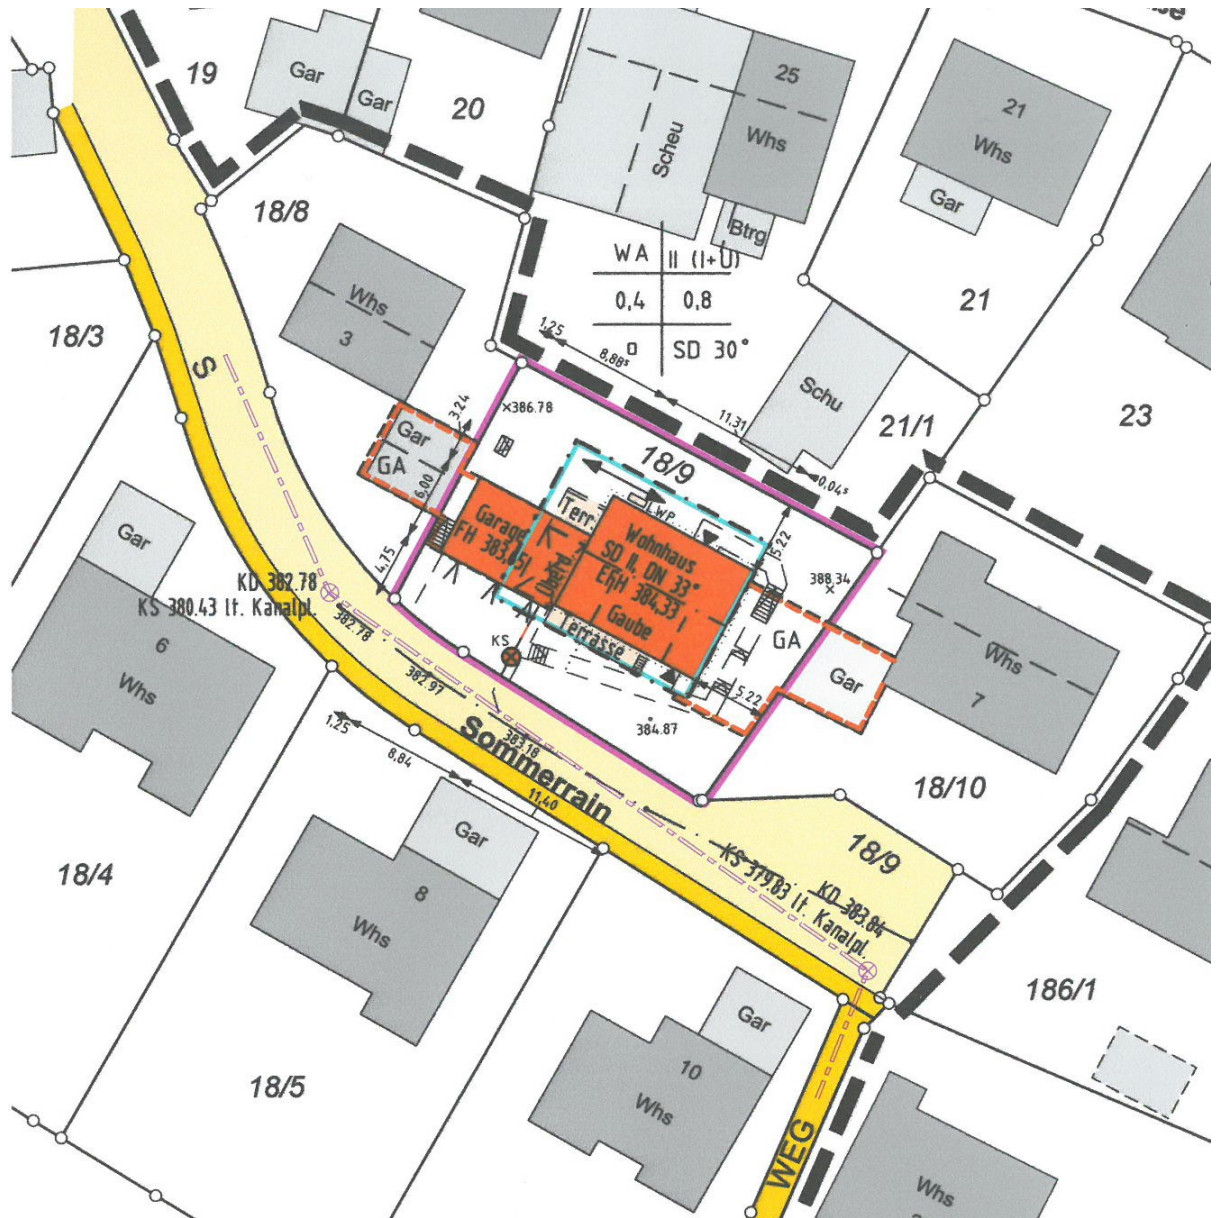 19
Gar
Gar
20
25
Whs
Scheu
Btrg
21
Whs
Gar
18/8
WA
II (I+U)
0,4
0,8
o
SD 30°
21
18/3
Whs
3
S
1,25
8,88⁵
11,31
0,04⁵
Schu
21/1
23
3,24
386.78
Gar
GA
6,00
4,75
18/9
LWP
Terr
Garage
FH 383,51
Überd
Wohnhaus
SD II, DN 33°
EFH 384,33
Gaube
Terrasse
5,22
388.34
GA
Gar
Gar
KD 382.78
KS 380.43 lt. Kanalpl.
382.78
KS
382.97
5,22
384.87
383.18
Sommerrain
6
Whs
Whs
7
18/10
1,25
8,84
11,40
18/9
KS 379.83 lt. Kanalpl.
KD 383.84
18/4
Gar
8
Whs
186/1
18/5
Gar
10
Whs
WEG
Whs